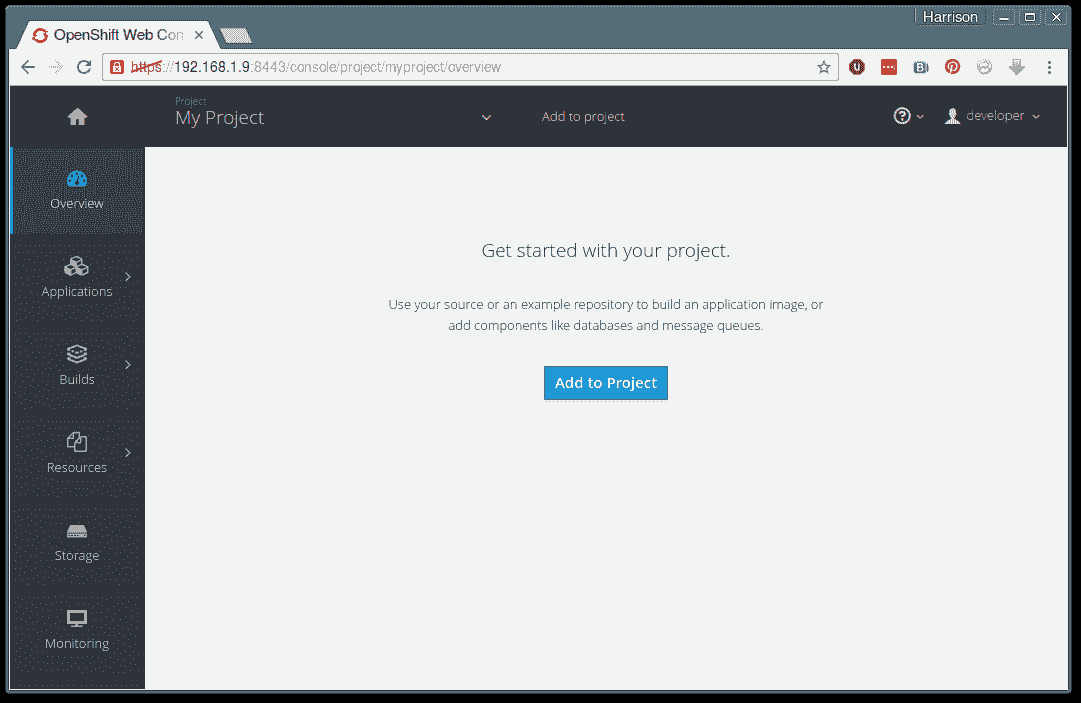 Harrison
OpenShift Web Con
https://192.168.1.9:8443/console/project/myproject/overview
Project
My Project
Add to project
developer
Overview
Applications
Builds
Resources
Storage
Monitoring
Get started with your project.
Use your source or an example repository to build an application image, or
add components like databases and message queues.
Add to Project